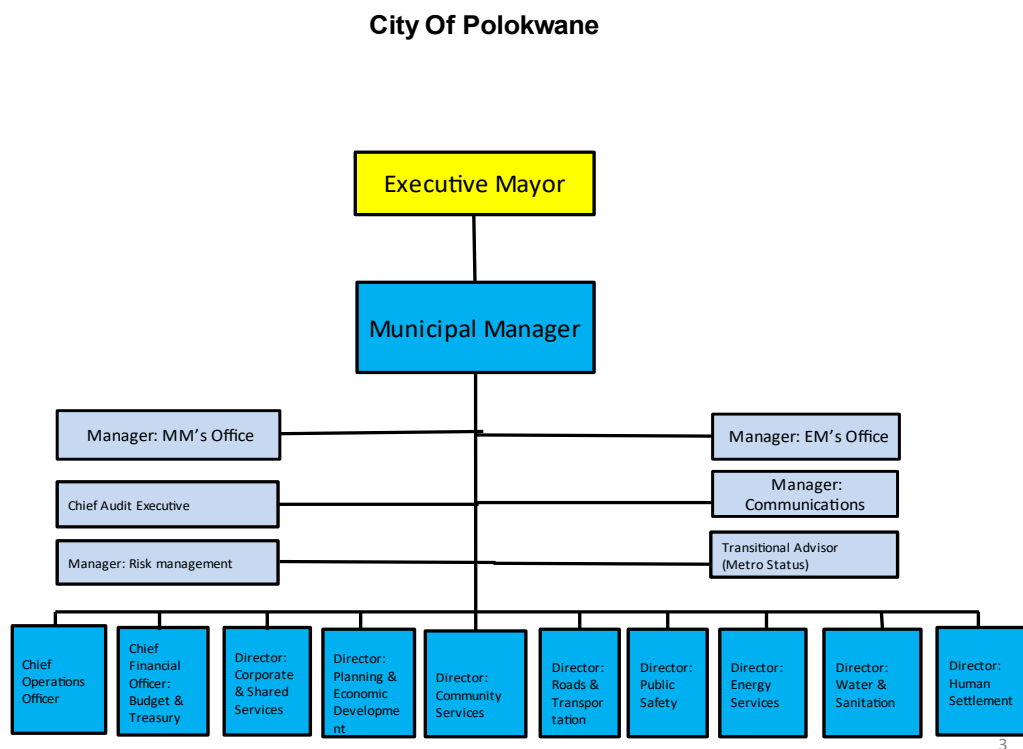 City Of Polokwane
Executive Mayor
Municipal Manager
Manager: MM's Office
Manager: EM's Office
Chief Audit Executive
Manager:
Communications
Manager: Risk management
Transitional Advisor
(Metro Status)
Chief
Operations
Officer
Chief
Financial
Officer:
Budget &
Treasury
Director:
Corporate
& Shared
Services
Director:
Planning &
Economic
Developme
nt
Director:
Community
Services
Director:
Roads &
Transpor
tation
Director:
Public
Safety
Director:
Energy
Services
Director:
Water &
Sanitation
Director:
Human
Settlement
3